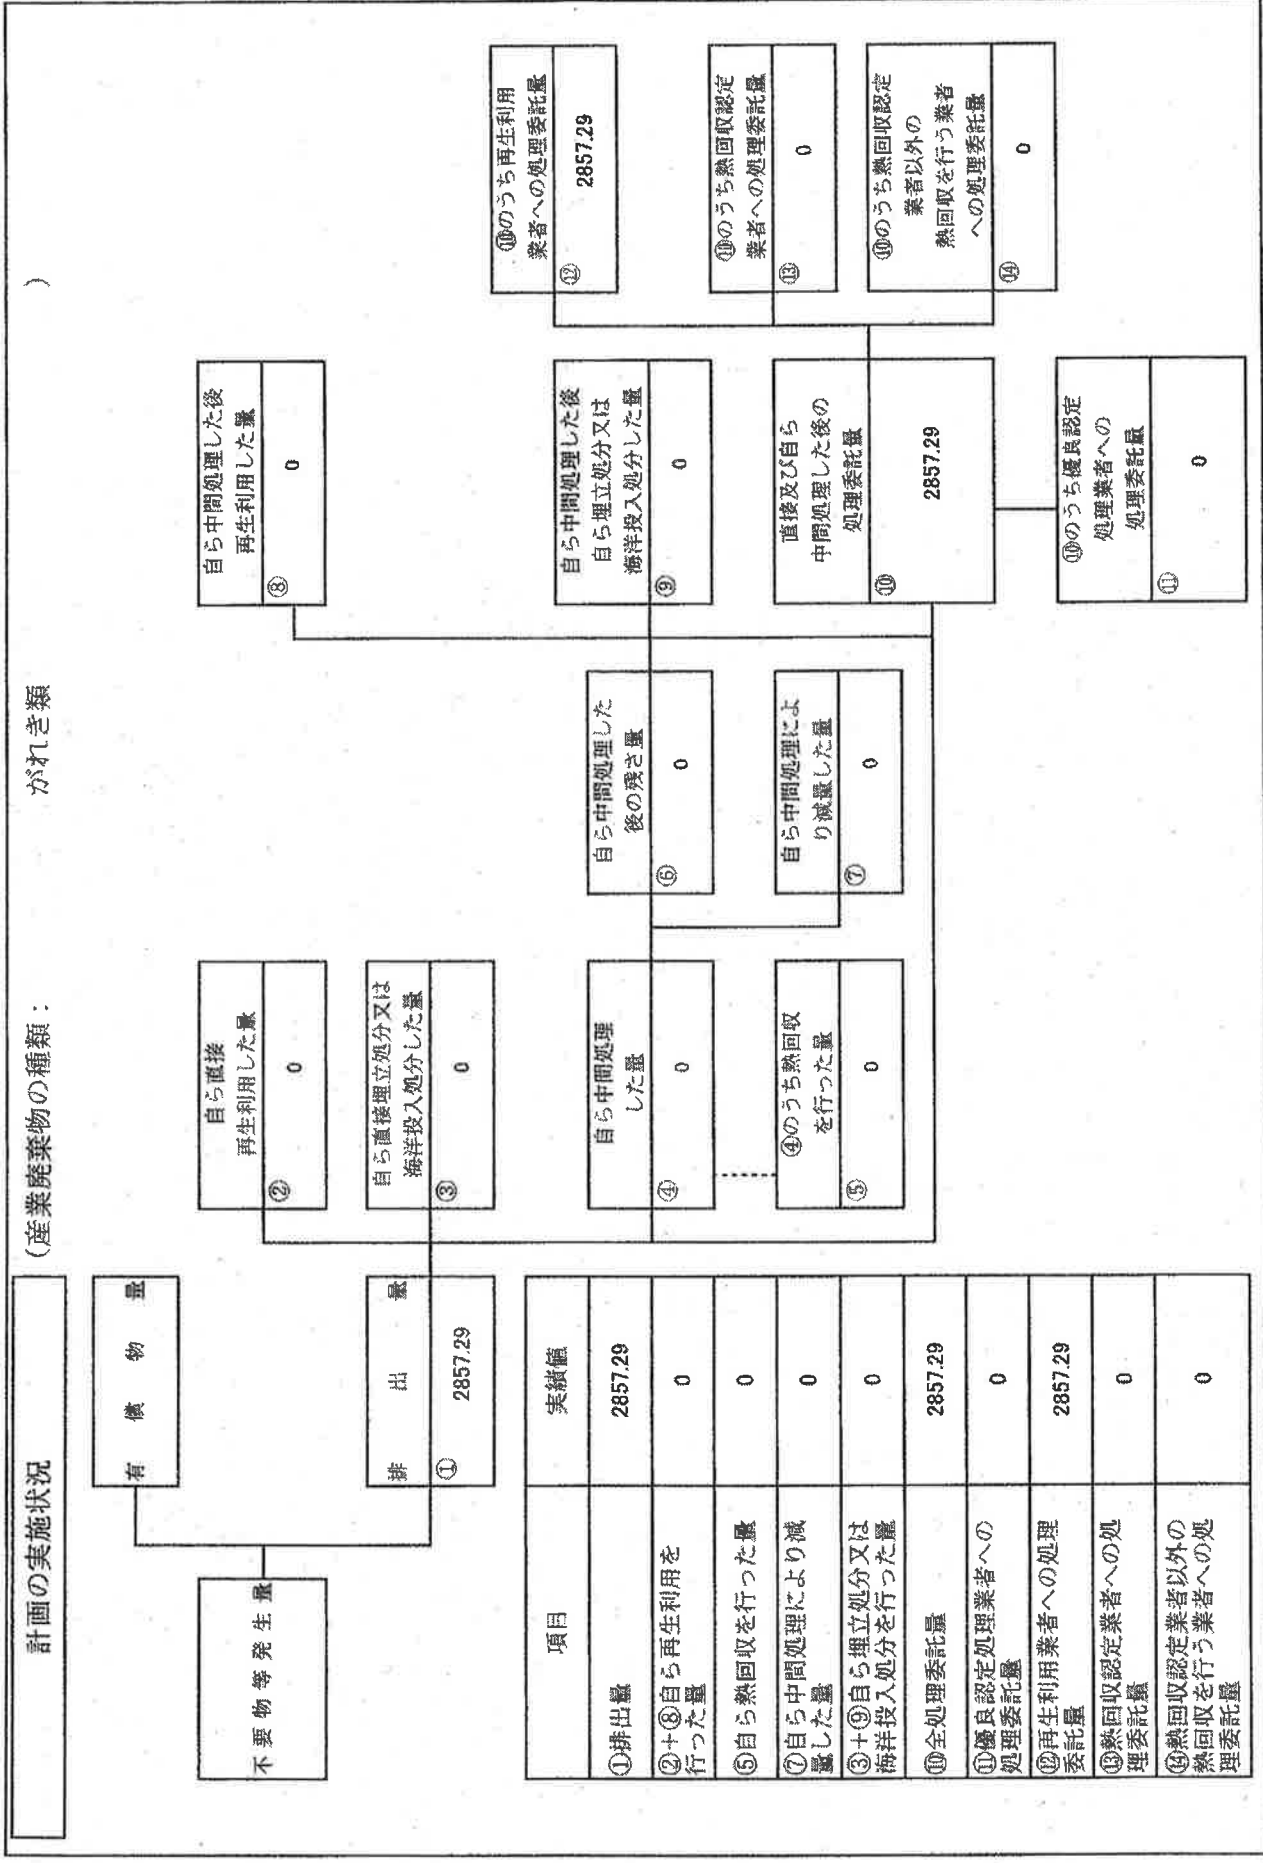 計画の実施状況
（産業廃棄物の種類： がれき類 ）
有 償 物 量
不 要 物 等 発 生 量
排 出 量
① 2857.29
自ら直接
再生利用した量
② 0
自ら直接埋立処分又は
海洋投入処分した量
③ 0
自ら中間処理
した量
④ 0
④のうち熱回収
を行った量
⑤ 0
自ら中間処理した
後の残さ量
⑥ 0
自ら中間処理によ
り減量した量
⑦ 0
自ら中間処理した後
再生利用した量
⑧ 0
自ら中間処理した後
自ら埋立処分又は
海洋投入処分した量
⑨ 0
直接及び自ら
中間処理した後の
処理委託量
⑩ 2857.29
⑩のうち優良認定
処理業者への
処理委託量
⑪ 0
⑩のうち再生利用
業者への処理委託量
⑫ 2857.29
⑩のうち熱回収認定
業者への処理委託量
⑬ 0
⑩のうち熱回収認定
業者以外の
熱回収を行う業者
への処理委託量
⑭ 0
項目 実績値
①排出量 2857.29
②＋⑧自ら再生利用を
行った量 0
⑤自ら熱回収を行った量 0
⑦自ら中間処理により減
量した量 0
③＋⑨自ら埋立処分又は
海洋投入処分を行った量 0
⑩全処理委託量 2857.29
⑪優良認定処理業者への
処理委託量 0
⑫再生利用業者への処理
委託量 2857.29
⑬熱回収認定業者への処
理委託量 0
⑭熱回収認定業者以外の
熱回収を行う業者への処
理委託量 0